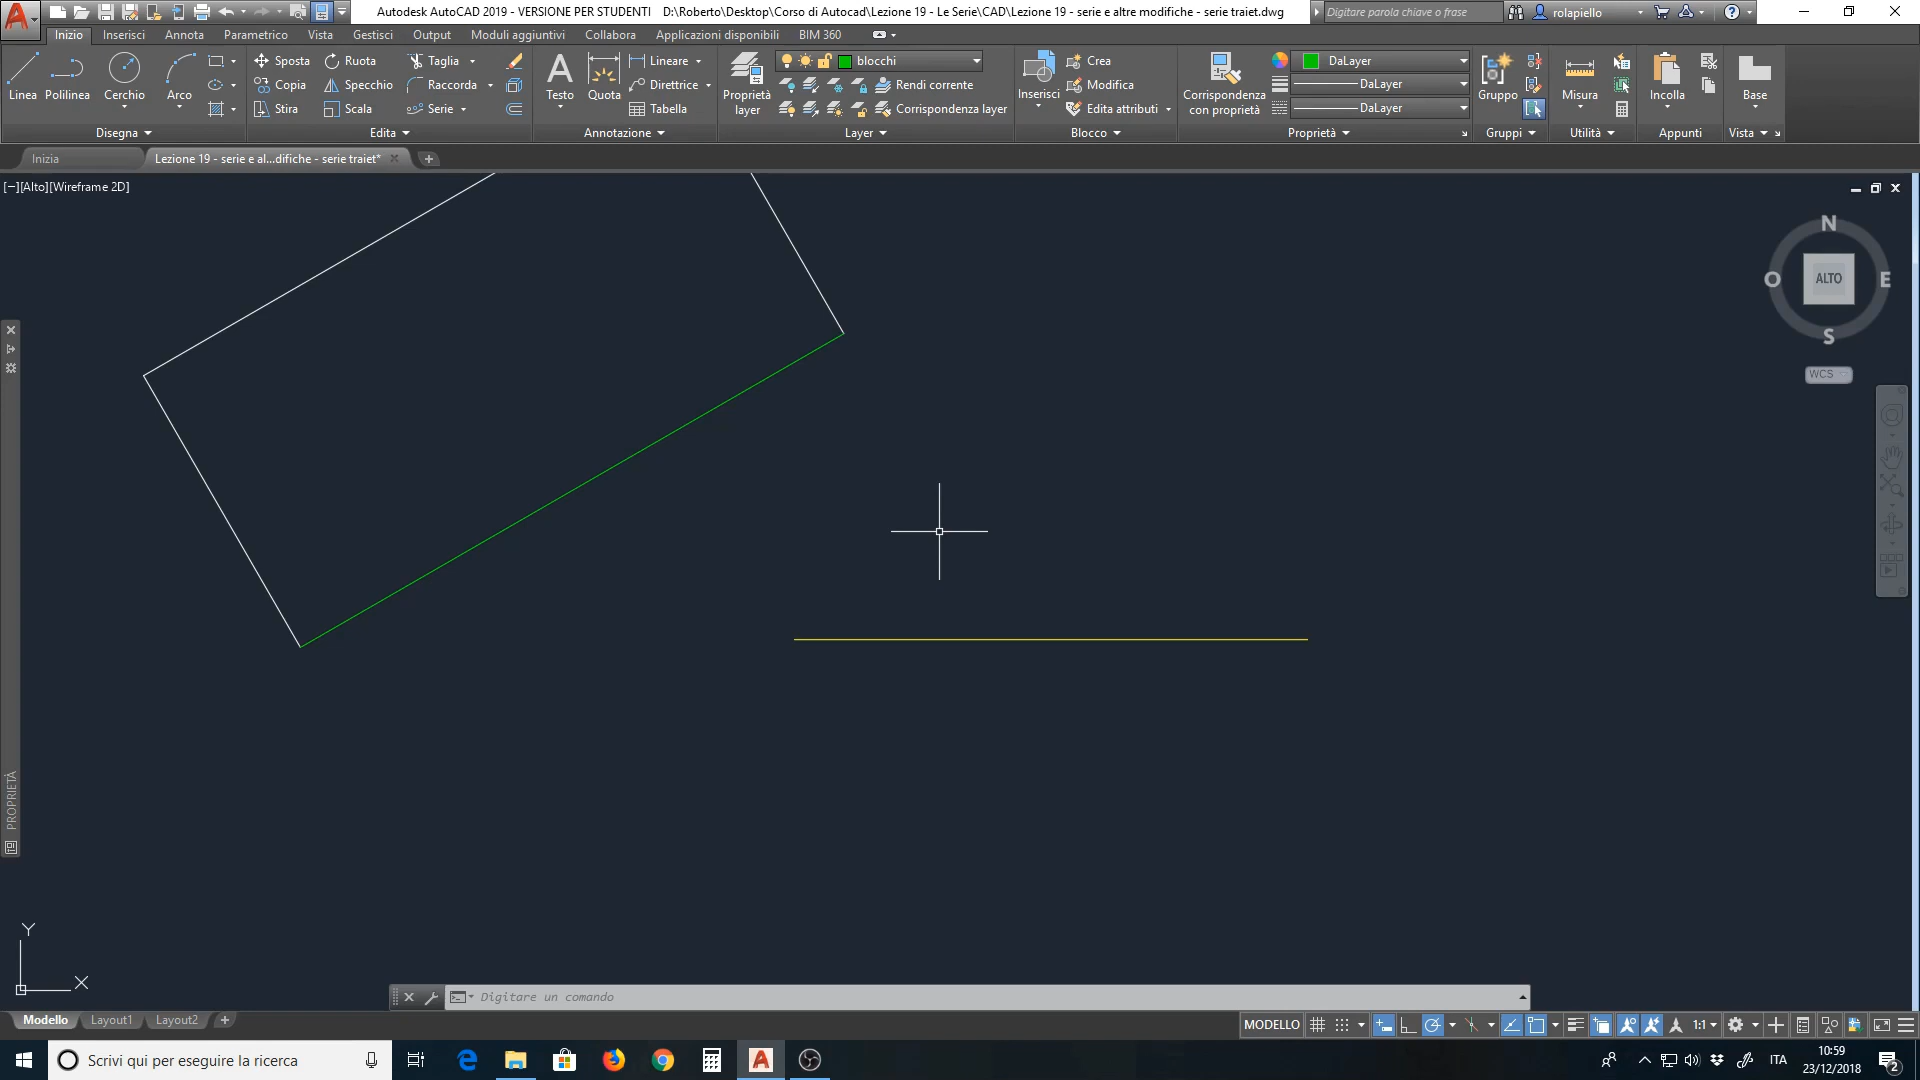 Autodesk AutoCAD 2019 - VERSIONE PER STUDENTI D:\Roberto\Desktop\Corso di Autocad\Lezione 19 - Le Serie\CAD\Lezione 19 - serie e altre modifiche - serie traiet.dwg
Digitare parola chiave o frase
rolapiello
Inizio Inserisci Annota Parametrico Vista Gestisci Output Moduli aggiuntivi Collabora Applicazioni disponibili BIM 360
Linea Polilinea Cerchio Arco
Disegna
Sposta Ruota Taglia
Copia Specchio Raccorda
Stira Scala Serie
Edita
Testo Quota
Lineare
Direttrice
Tabella
Annotazione
Proprietà layer
blocchi
Rendi corrente
Corrispondenza layer
Layer
Inserisci
Crea
Modifica
Edita attributi
Blocco
Corrispondenza con proprietà
DaLayer
DaLayer
DaLayer
Proprietà
Gruppo
Gruppi
Misura
Utilità
Incolla
Appunti
Base
Vista
Inizia
Lezione 19 - serie e al...difiche - serie traiet*
[−][Alto][Wireframe 2D]
N
O ALTO E
S
WCS
PROPRIETÀ
Y
X
Digitare un comando
Modello Layout1 Layout2
MODELLO 1:1
Scrivi qui per eseguire la ricerca
ITA
10:59
23/12/2018
2